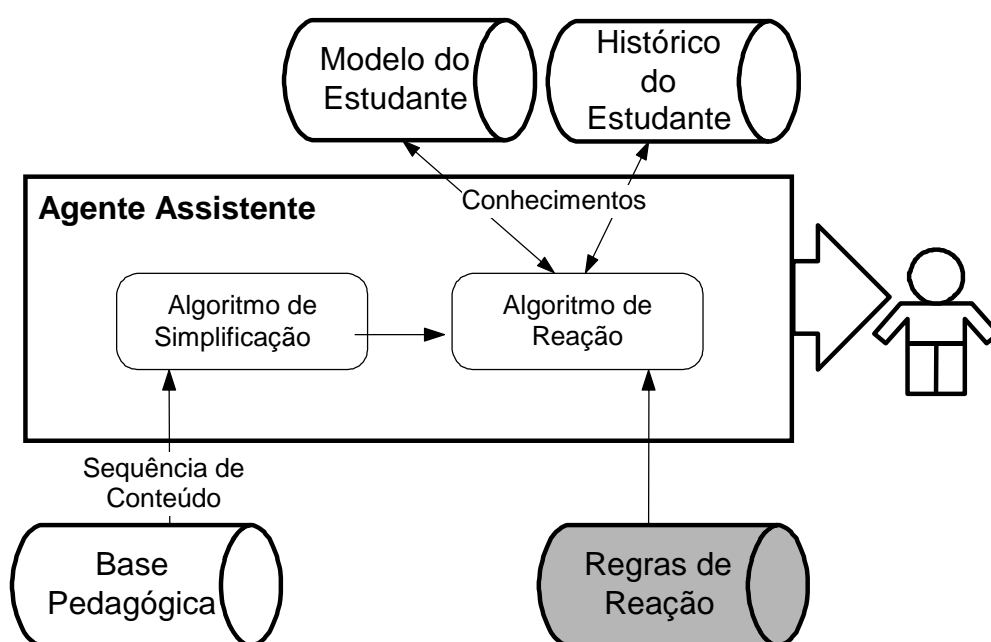 Modelo do
Estudante
Histórico
do
Estudante
Agente Assistente
Conhecimentos
Algoritmo de
Simplificação
Algoritmo de
Reação
Sequência de
Conteúdo
Base
Pedagógica
Regras de
Reação